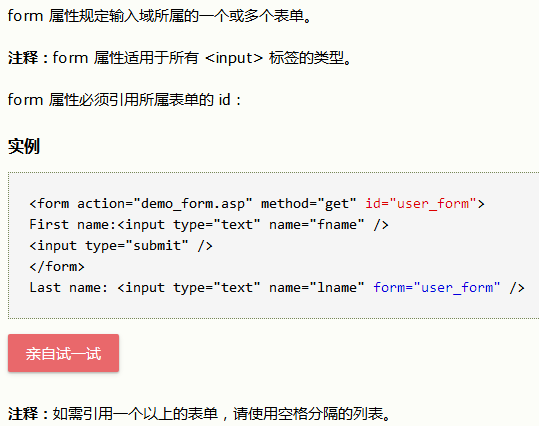 form 属性规定输入域所属的一个或多个表单。
注释：form 属性适用于所有 <input> 标签的类型。
form 属性必须引用所属表单的 id：
实例
<form action="demo_form.asp" method="get" id="user_form">
First name:<input type="text" name="fname" />
<input type="submit" />
</form>
Last name: <input type="text" name="lname" form="user_form" />
亲自试一试
注释：如需引用一个以上的表单，请使用空格分隔的列表。